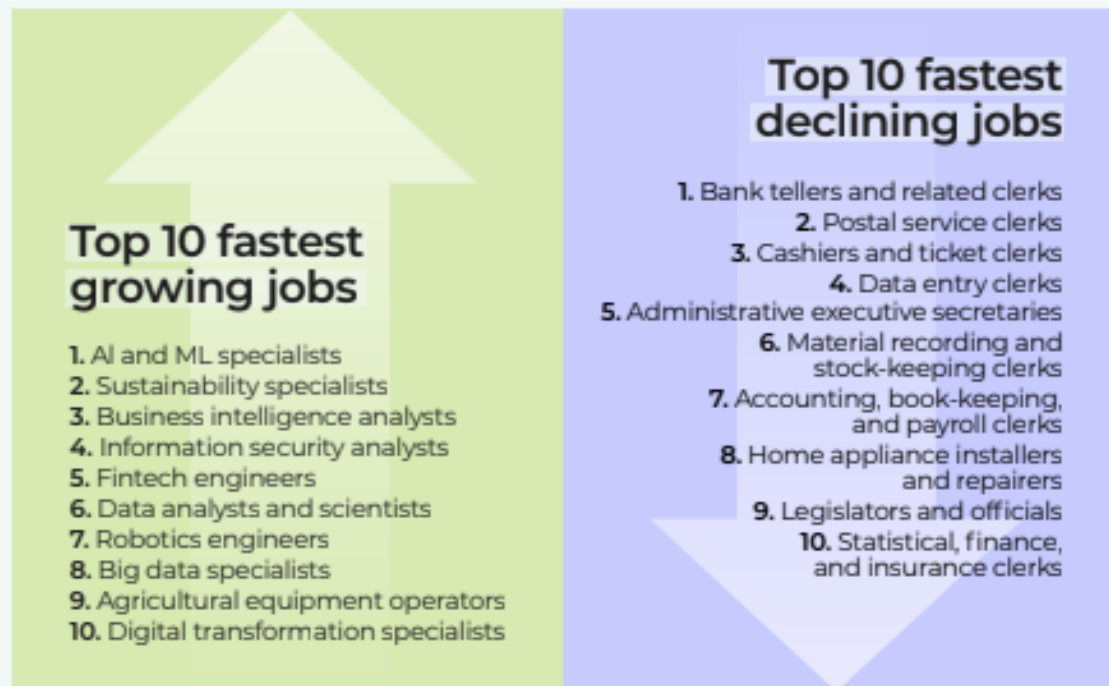 Top 10 fastest
growing jobs
1. AI and ML specialists
2. Sustainability specialists
3. Business intelligence analysts
4. Information security analysts
5. Fintech engineers
6. Data analysts and scientists
7. Robotics engineers
8. Big data specialists
9. Agricultural equipment operators
10. Digital transformation specialists
Top 10 fastest
declining jobs
1. Bank tellers and related clerks
2. Postal service clerks
3. Cashiers and ticket clerks
4. Data entry clerks
5. Administrative executive secretaries
6. Material recording and
stock-keeping clerks
7. Accounting, book-keeping,
and payroll clerks
8. Home appliance installers
and repairers
9. Legislators and officials
10. Statistical, finance,
and insurance clerks